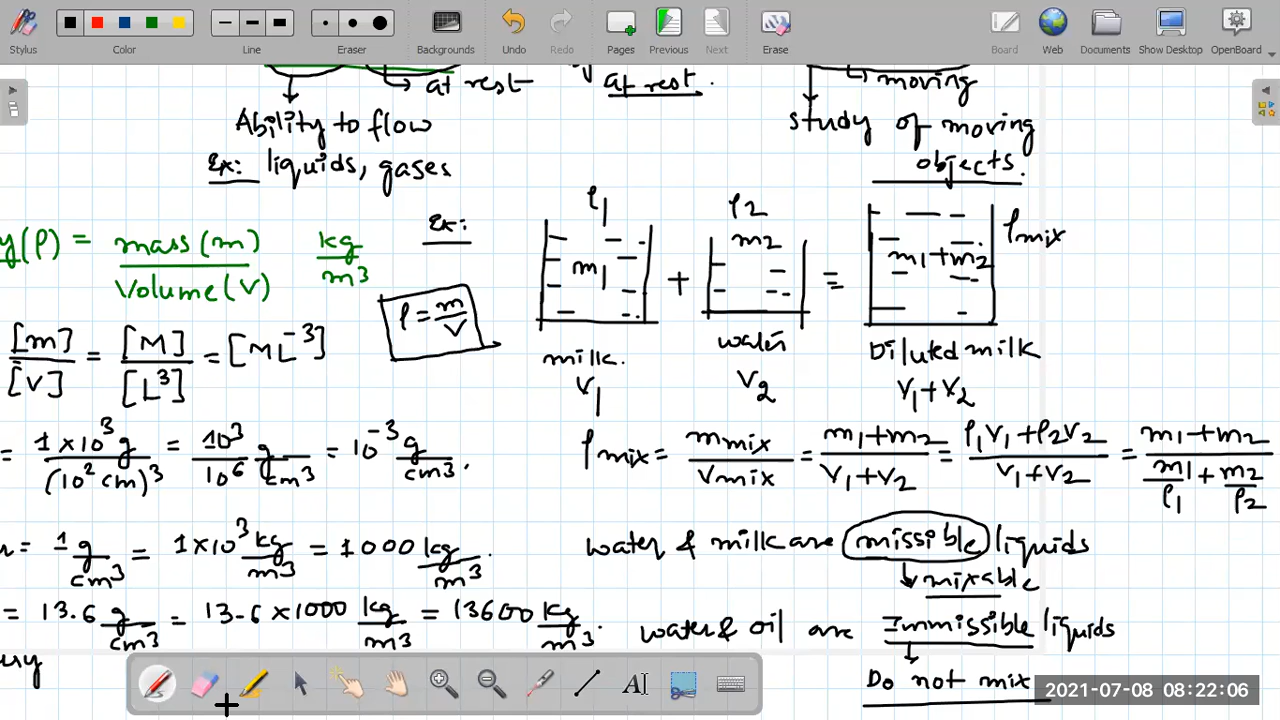 Stylus Color Line Eraser Backgrounds Undo Redo Pages Previous Next Erase Board Web Documents Show Desktop OpenBoard
at rest
Ability to flow
Ex: liquids, gases
at rest.
moving
study of moving
objects.
y(ρ) = mass(m) / Volume(V) kg/m3
[m]/[V] = [M]/[L3] = [ML-3]
ρ = m/V
= 1×10^3 g/(10^2 cm)^3 = 10^3/10^6 g/cm3 = 10^-3 g/cm3.
= 1g/cm3 = 1×10^3 kg/m3 = 1000 kg/m3.
= 13.6 g/cm3 = 13.6×1000 kg/m3 = 13600 kg/m3.
Ex:
ρ1 ρ2 ρmix
m1 + m2 = m1+m2
milk. water Diluted milk
V1 V2 V1+V2
ρmix = mmix/Vmix = m1+m2/V1+V2 = ρ1V1+ρ2V2/V1+V2 = m1+m2/m1/ρ1 + m2/ρ2
water & milk are missible liquids
mixable
water & oil are Immissible liquids
Do not mix
2021-07-08 08:22:06